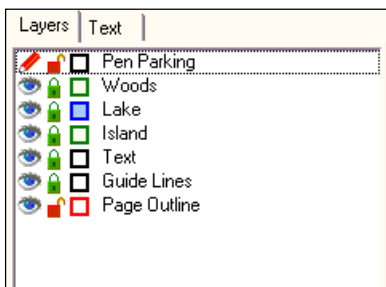 Layers Text
Pen Parking
Woods
Lake
Island
Text
Guide Lines
Page Outline